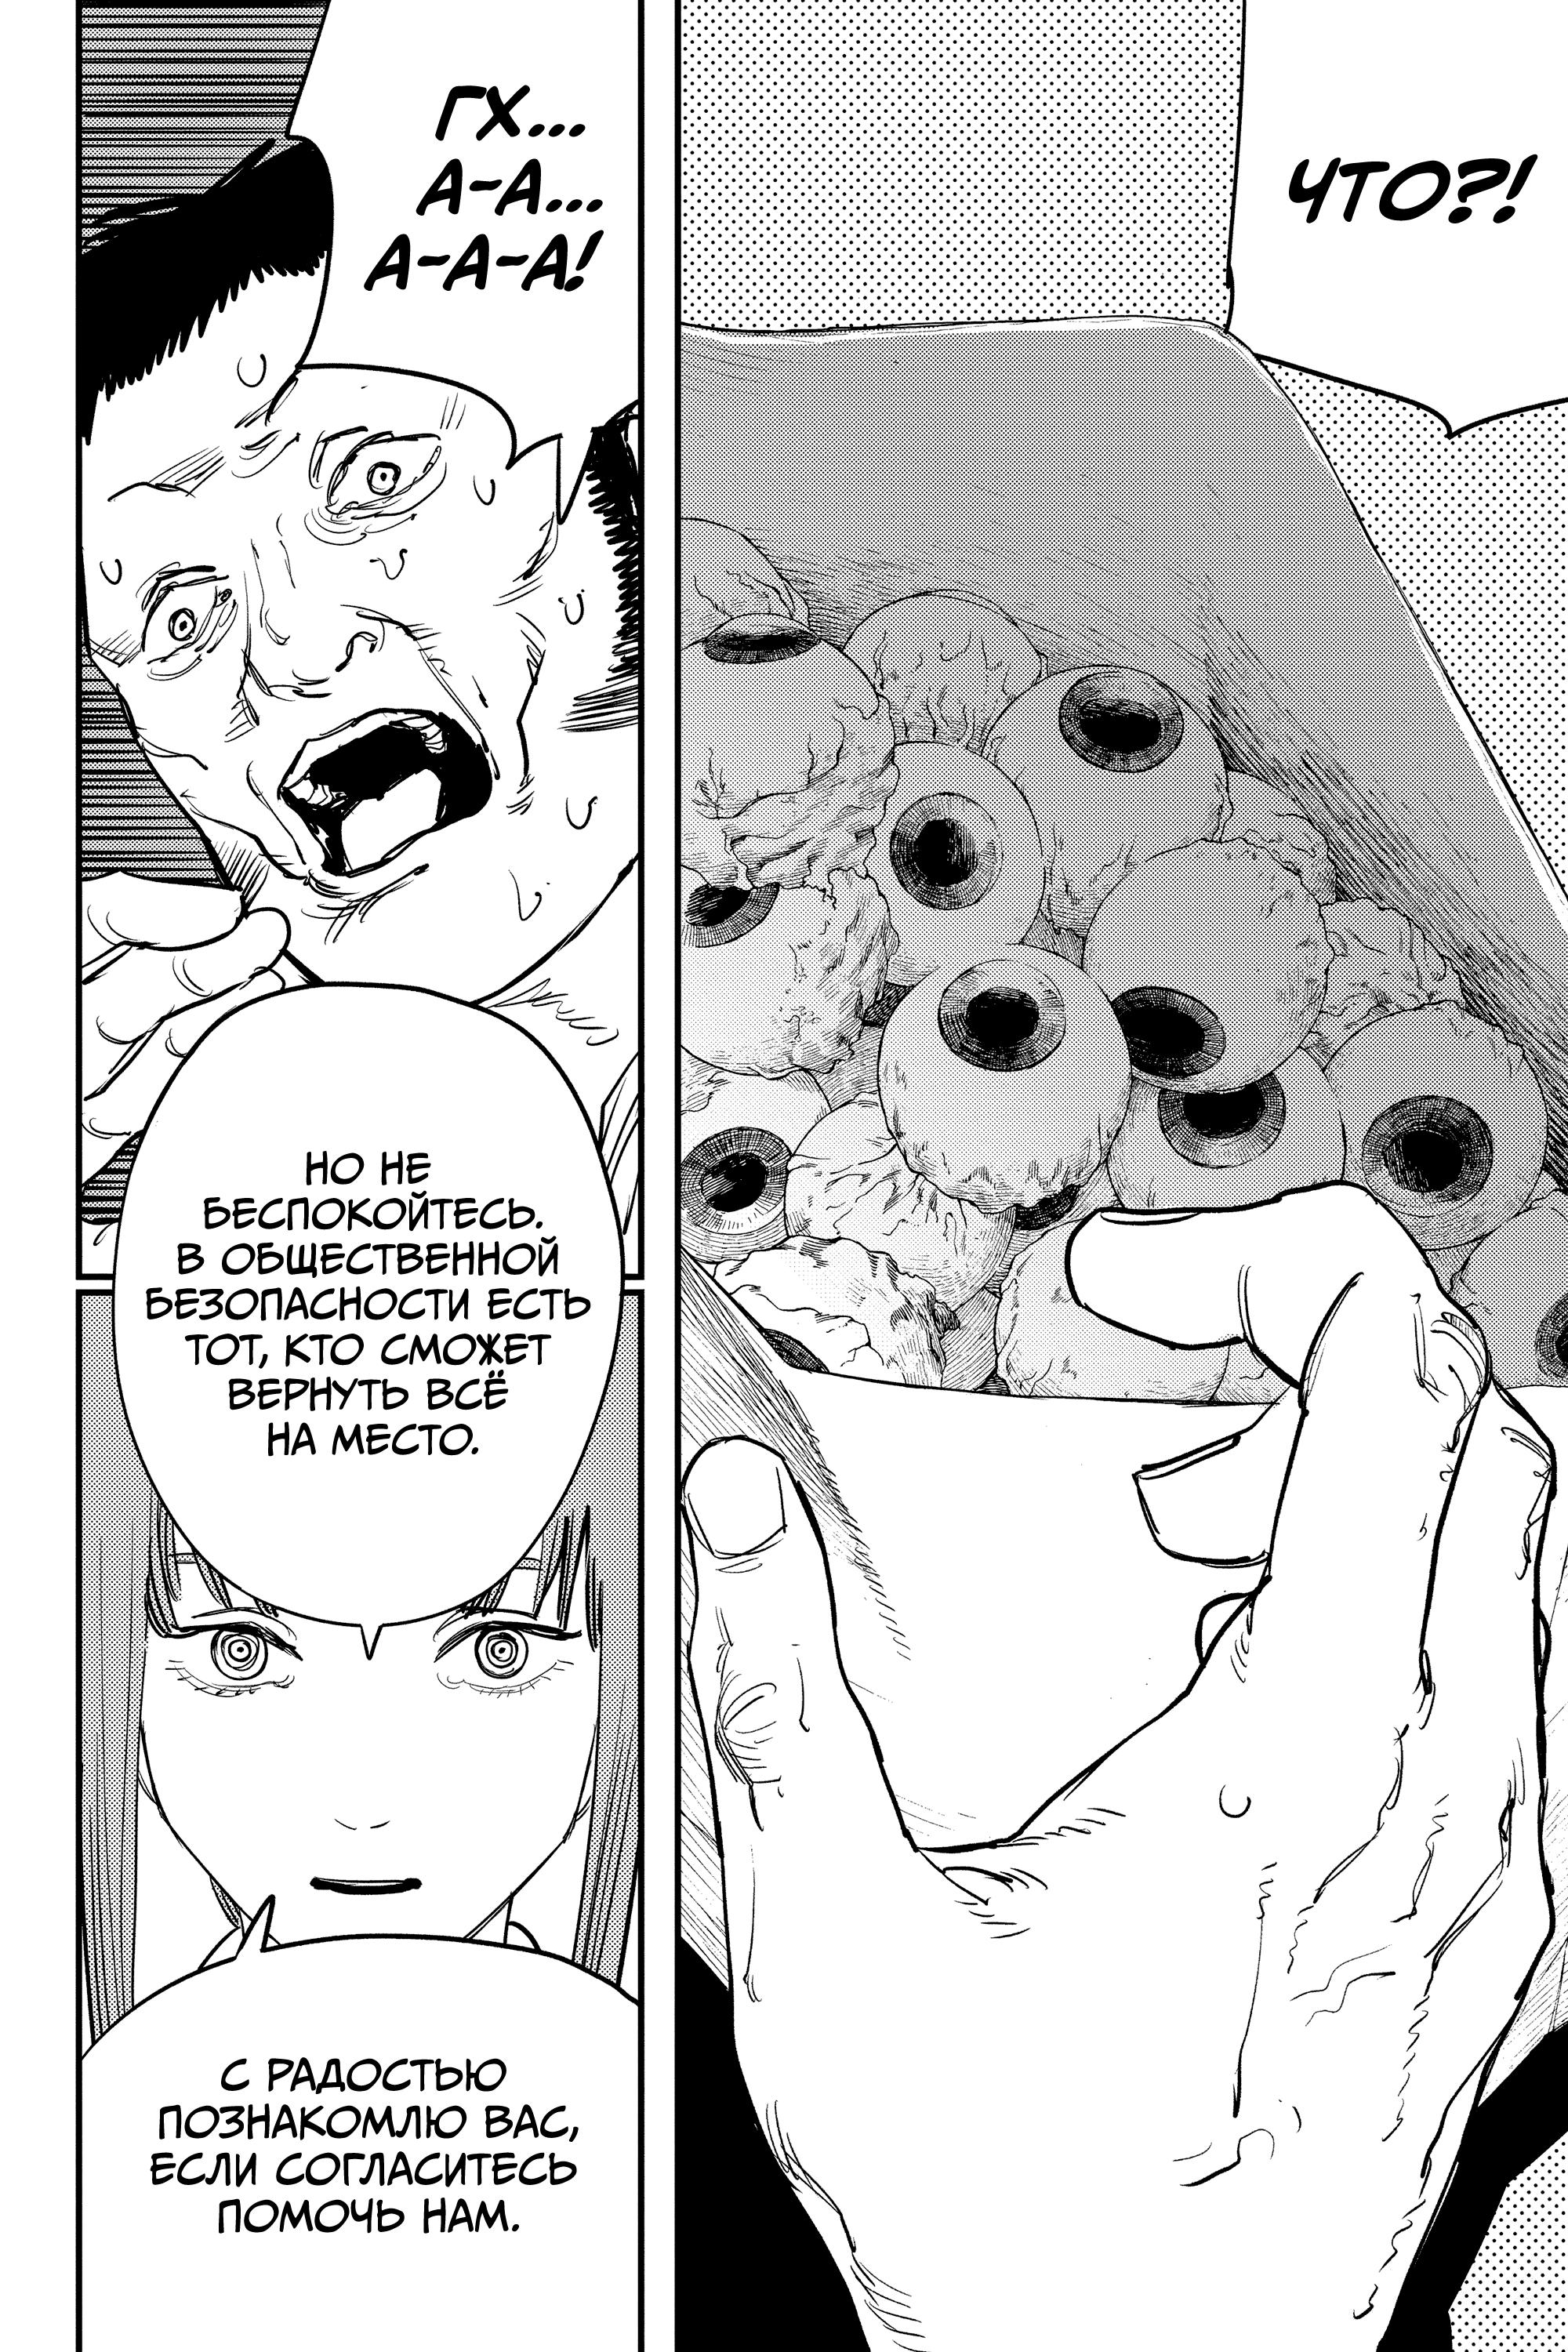 ЧТО?!
ГХ...
А-А...
А-А-А!
НО НЕ
БЕСПОКОЙТЕСЬ.
В ОБЩЕСТВЕННОЙ
БЕЗОПАСНОСТИ ЕСТЬ
ТОТ, КТО СМОЖЕТ
ВЕРНУТЬ ВСЁ
НА МЕСТО.
С РАДОСТЬЮ
ПОЗНАКОМЛЮ ВАС,
ЕСЛИ СОГЛАСИТЕСЬ
ПОМОЧЬ НАМ.